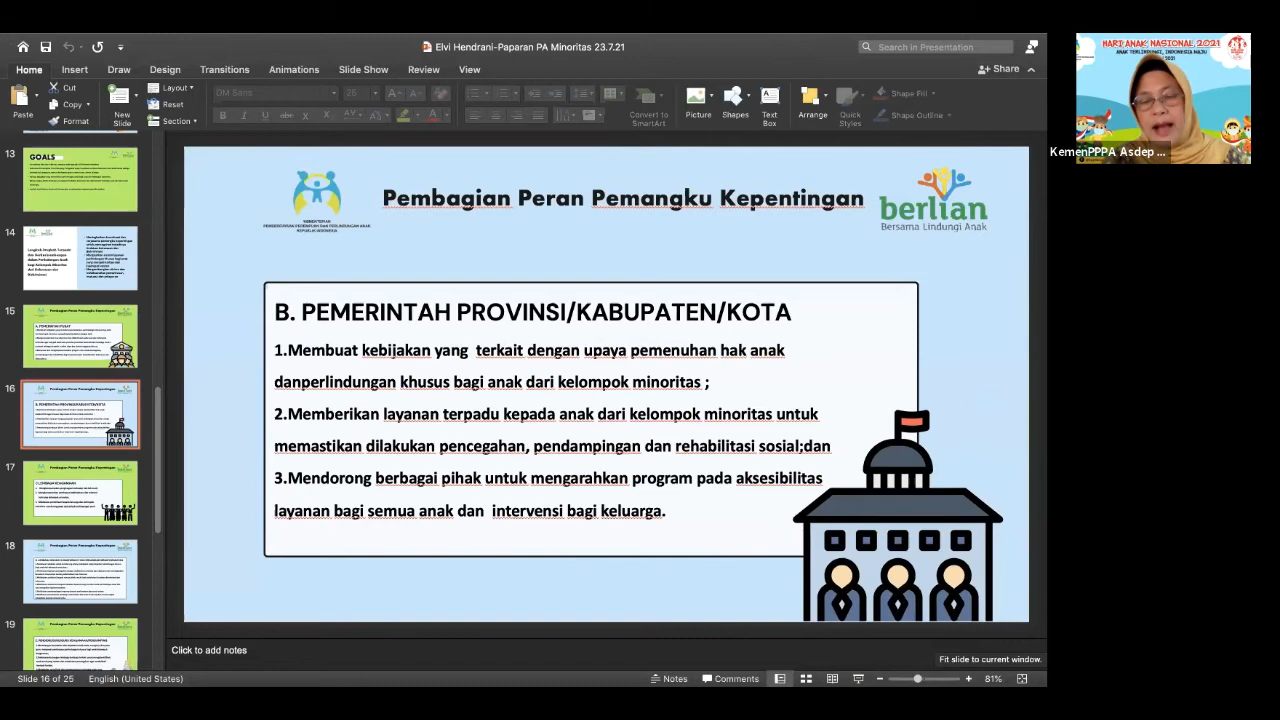 Elvi Hendrani-Paparan PA Minoritas 23.7.21
Search in Presentation
Home Insert Draw Design Transitions Animations Slide Show Review View
Share
Paste
Cut
Copy
Format
New Slide
Layout
Reset
Section
DM Sans 25
Convert to SmartArt
Picture
Shapes
Text Box
Arrange
Quick Styles
Shape Fill
Shape Outline
13
GOALS
14
15
16
17
18
19
KEMENTERIAN
PEMBERDAYAAN PEREMPUAN DAN PERLINDUNGAN ANAK
REPUBLIK INDONESIA
Pembagian Peran Pemangku Kepentingan
berlian
Bersama Lindungi Anak
B. PEMERINTAH PROVINSI/KABUPATEN/KOTA
1.Membuat kebijakan yang terkait dengan upaya pemenuhan hak anak
danperlindungan khusus bagi anak dari kelompok minoritas ;
2.Memberikan layanan terpadu pada anak dari kelompok minoritas untuk
memastikan dilakukan pencegahan, pendampingan dan rehabilitasi sosial;dan
3.Mendorong berbagai pihak untuk mengarahkan program pada aksesibilitas
layanan bagi semua anak dan intervensi bagi keluarga.
Click to add notes
Fit slide to current window.
Slide 16 of 25
English (United States)
Notes
Comments
81%
HARI ANAK NASIONAL 2021
ANAK TERLINDUNGI, INDONESIA MAJU
KemenPPPA Asdep ...